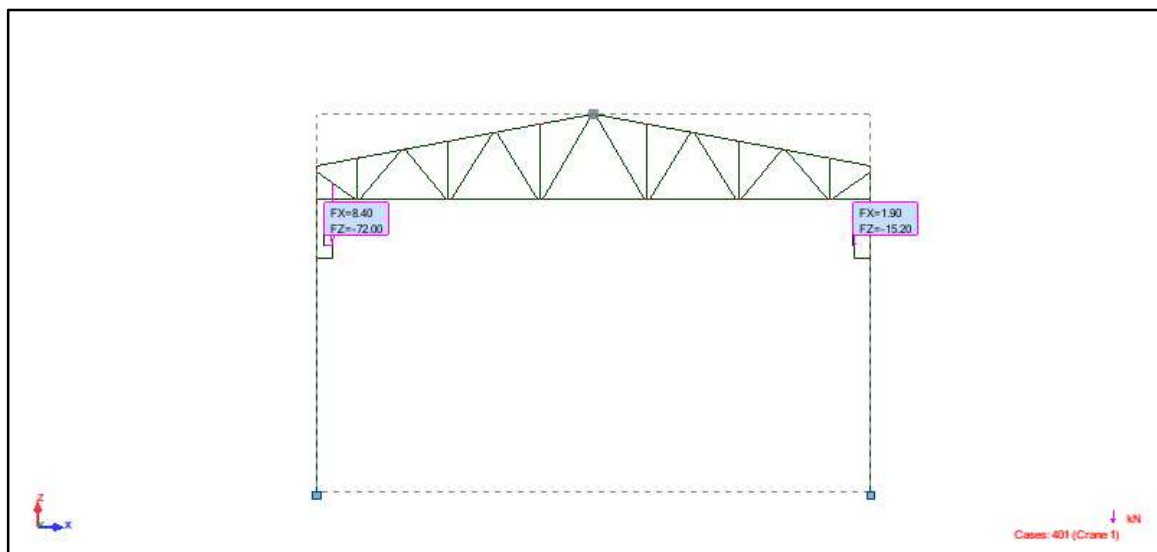 FX=8.40
FZ=-72.00
FX=1.90
FZ=-15.20
Z
X
kN
Cases: 401 (Crane 1)